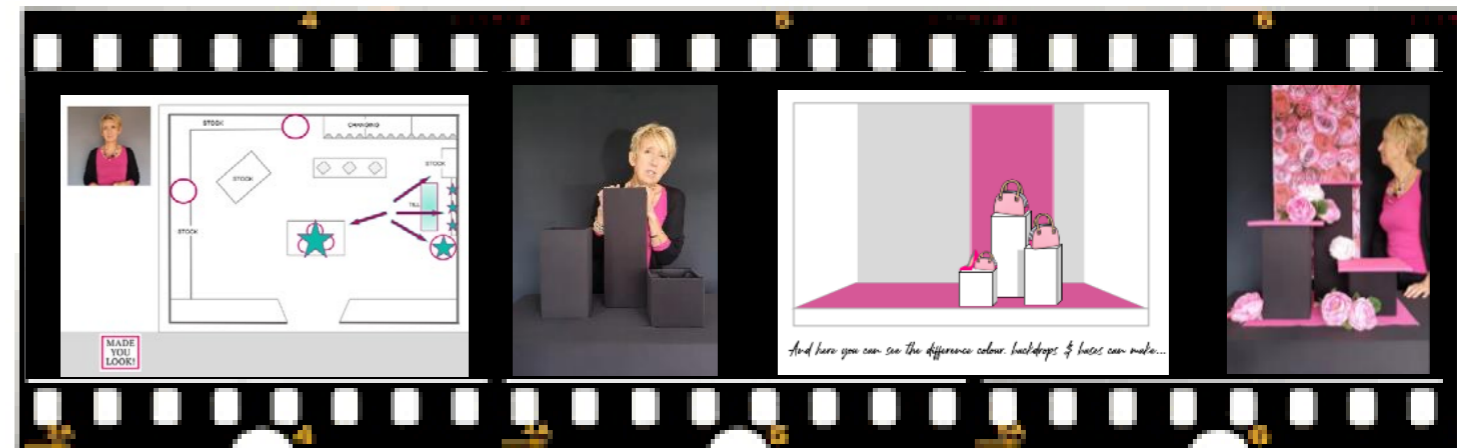 STOCK
CHANGING
STOCK
STOCK
TILL
STOCK
MADE
YOU
LOOK!
And here you can see the difference colour, backdrops & bases can make...